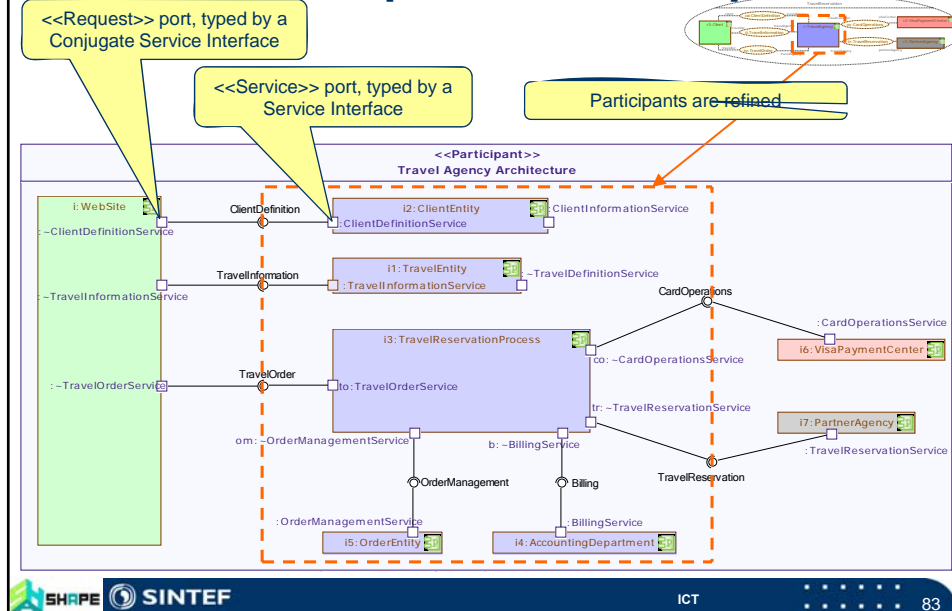 <<Request>> port, typed by a
Conjugate Service Interface
<<Service>> port, typed by a
Service Interface
Participants are refined
TravelReservation
<<Participant>>
Travel Agency Architecture
i:WebSite
ClientDefinition
i2:ClientEntity
:ClientInformationService
:~ClientDefinitionService
:ClientDefinitionService
TravelInformation
i1:TravelEntity
:~TravelDefinitionService
:TravelInformationService
:~TravelInformationService
CardOperations
:CardOperationsService
i3:TravelReservationProcess
i6:VisaPaymentCenter
co:~CardOperationsService
TravelOrder
:~TravelOrderService
to:TravelOrderService
tr:~TravelReservationService
i7:PartnerAgency
om:~OrderManagementService
b:~BillingService
:TravelReservationService
OrderManagement
Billing
TravelReservation
:OrderManagementService
:BillingService
i5:OrderEntity
i4:AccountingDepartment
SHAPE
SINTEF
ICT
83